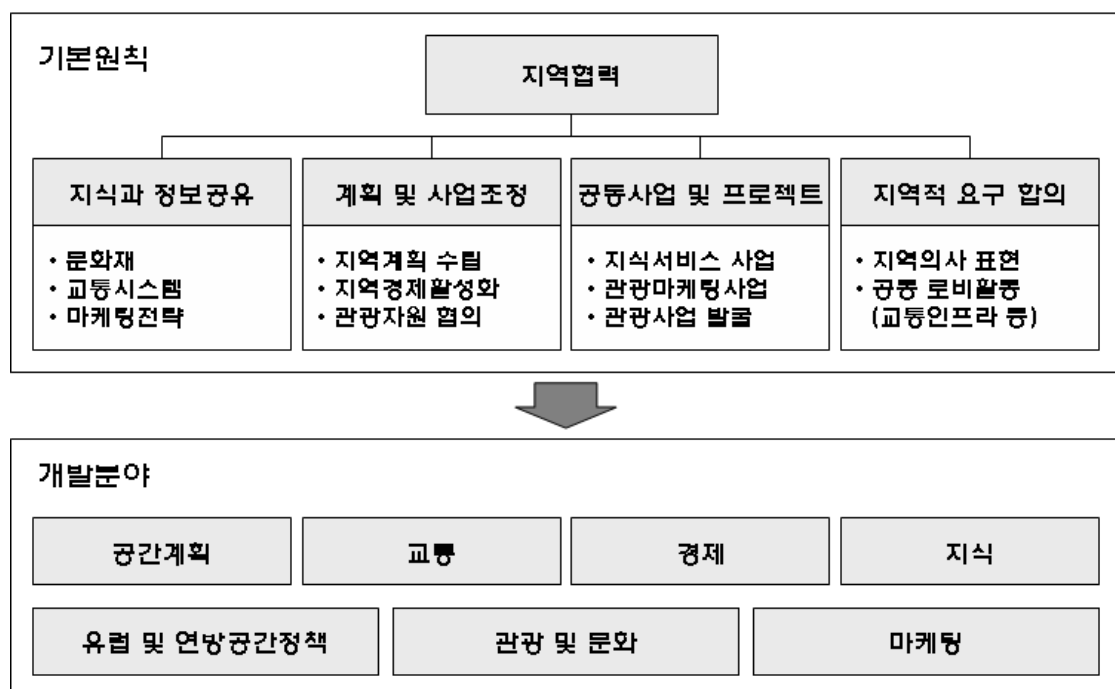 기본원칙
지역협력
지식과 정보공유
• 문화재
• 교통시스템
• 마케팅전략
계획 및 사업조정
• 지역계획 수립
• 지역경제활성화
• 관광자원 협의
공동사업 및 프로젝트
• 지식서비스 사업
• 관광마케팅사업
• 관광사업 발굴
지역적 요구 합의
• 지역의사 표현
• 공동 로비활동
(교통인프라 등)
개발분야
공간계획
교통
경제
지식
유럽 및 연방공간정책
관광 및 문화
마케팅